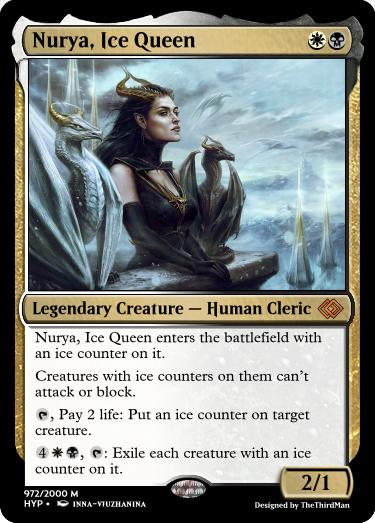 Nurya, Ice Queen
Legendary Creature — Human Cleric
Nurya, Ice Queen enters the battlefield with
an ice counter on it.
Creatures with ice counters on them can't
attack or block.
, Pay 2 life: Put an ice counter on target
creature.
4 , : Exile each creature with an ice
counter on it.
2/1
972/2000 M
HYP • INNA-VJUZHANINA
Designed by TheThirdMan